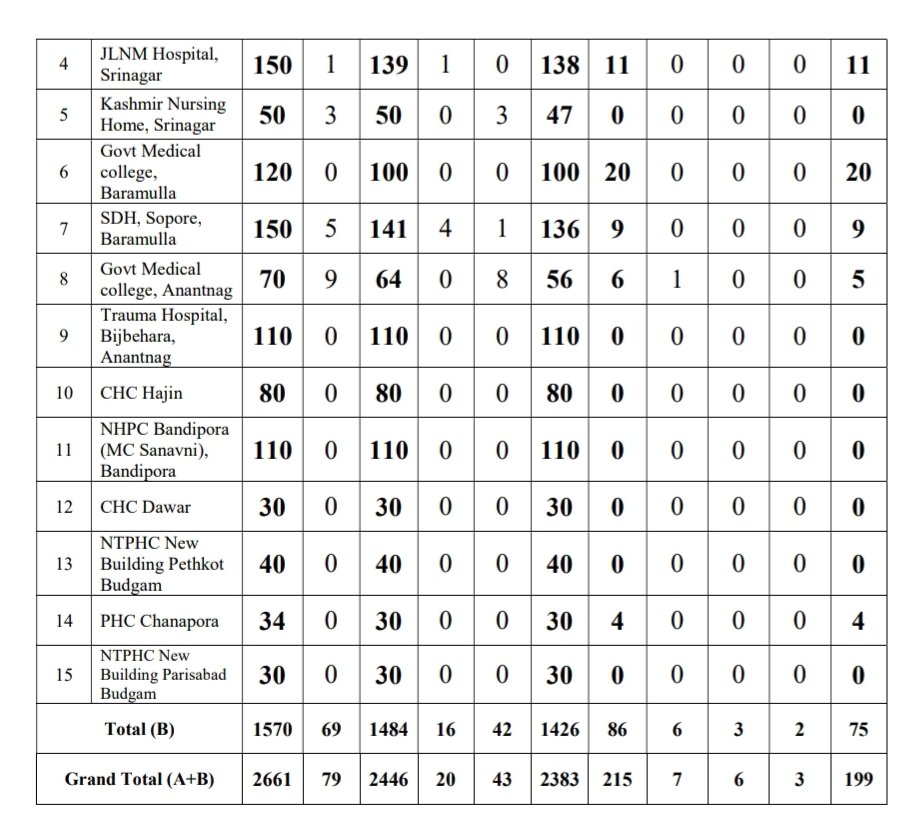 4 JLNM Hospital, Srinagar 150 1 139 1 0 138 11 0 0 0 11
5 Kashmir Nursing Home, Srinagar 50 3 50 0 3 47 0 0 0 0 0
6 Govt Medical college, Baramulla 120 0 100 0 0 100 20 0 0 0 20
7 SDH, Sopore, Baramulla 150 5 141 4 1 136 9 0 0 0 9
8 Govt Medical college, Anantnag 70 9 64 0 8 56 6 1 0 0 5
9 Trauma Hospital, Bijbehara, Anantnag 110 0 110 0 0 110 0 0 0 0 0
10 CHC Hajin 80 0 80 0 0 80 0 0 0 0 0
11 NHPC Bandipora (MC Sanavni), Bandipora 110 0 110 0 0 110 0 0 0 0 0
12 CHC Dawar 30 0 30 0 0 30 0 0 0 0 0
13 NTPHC New Building Pethkot Budgam 40 0 40 0 0 40 0 0 0 0 0
14 PHC Chanapora 34 0 30 0 0 30 4 0 0 0 4
15 NTPHC New Building Parisabad Budgam 30 0 30 0 0 30 0 0 0 0 0
Total (B) 1570 69 1484 16 42 1426 86 6 3 2 75
Grand Total (A+B) 2661 79 2446 20 43 2383 215 7 6 3 199